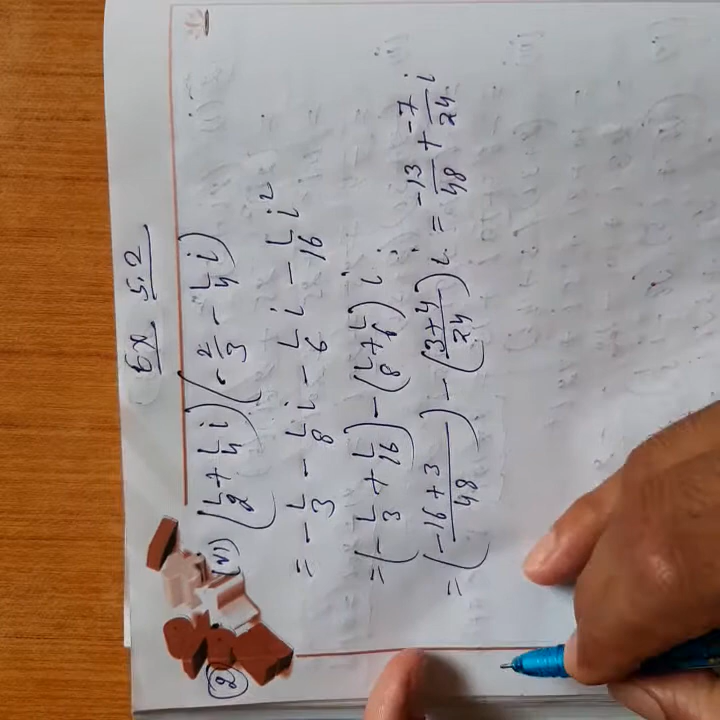 Ex 5.2
(2) (vi) (1/2 + 1/4 i)(-2/3 - 1/4 i)
= -1/3 - 1/8 i - 1/6 i - 1/16 i²
= (-1/3 + 1/16) - (1/8 + 1/6) i
= (-16+3/48) - (3+4/24) i = -13/48 + -7/24 i